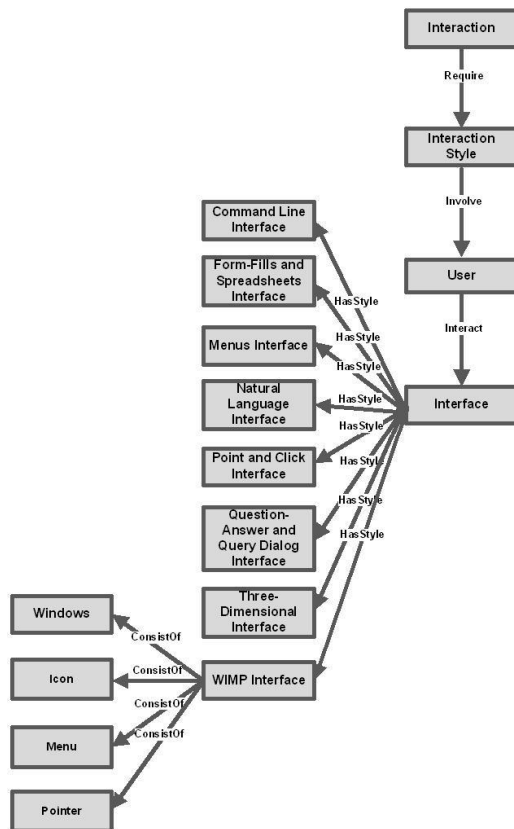 Interaction
Require
Interaction
Style
Involve
User
Interact
Interface
Command Line
Interface
Form-Fills and
Spreadsheets
Interface
Menus Interface
Natural
Language
Interface
Point and Click
Interface
Question-
Answer and
Query Dialog
Interface
Three-
Dimensional
Interface
WIMP Interface
HasStyle
HasStyle
HasStyle
HasStyle
HasStyle
HasStyle
HasStyle
HasStyle
Windows
Icon
Menu
Pointer
ConsistOf
ConsistOf
ConsistOf
ConsistOf